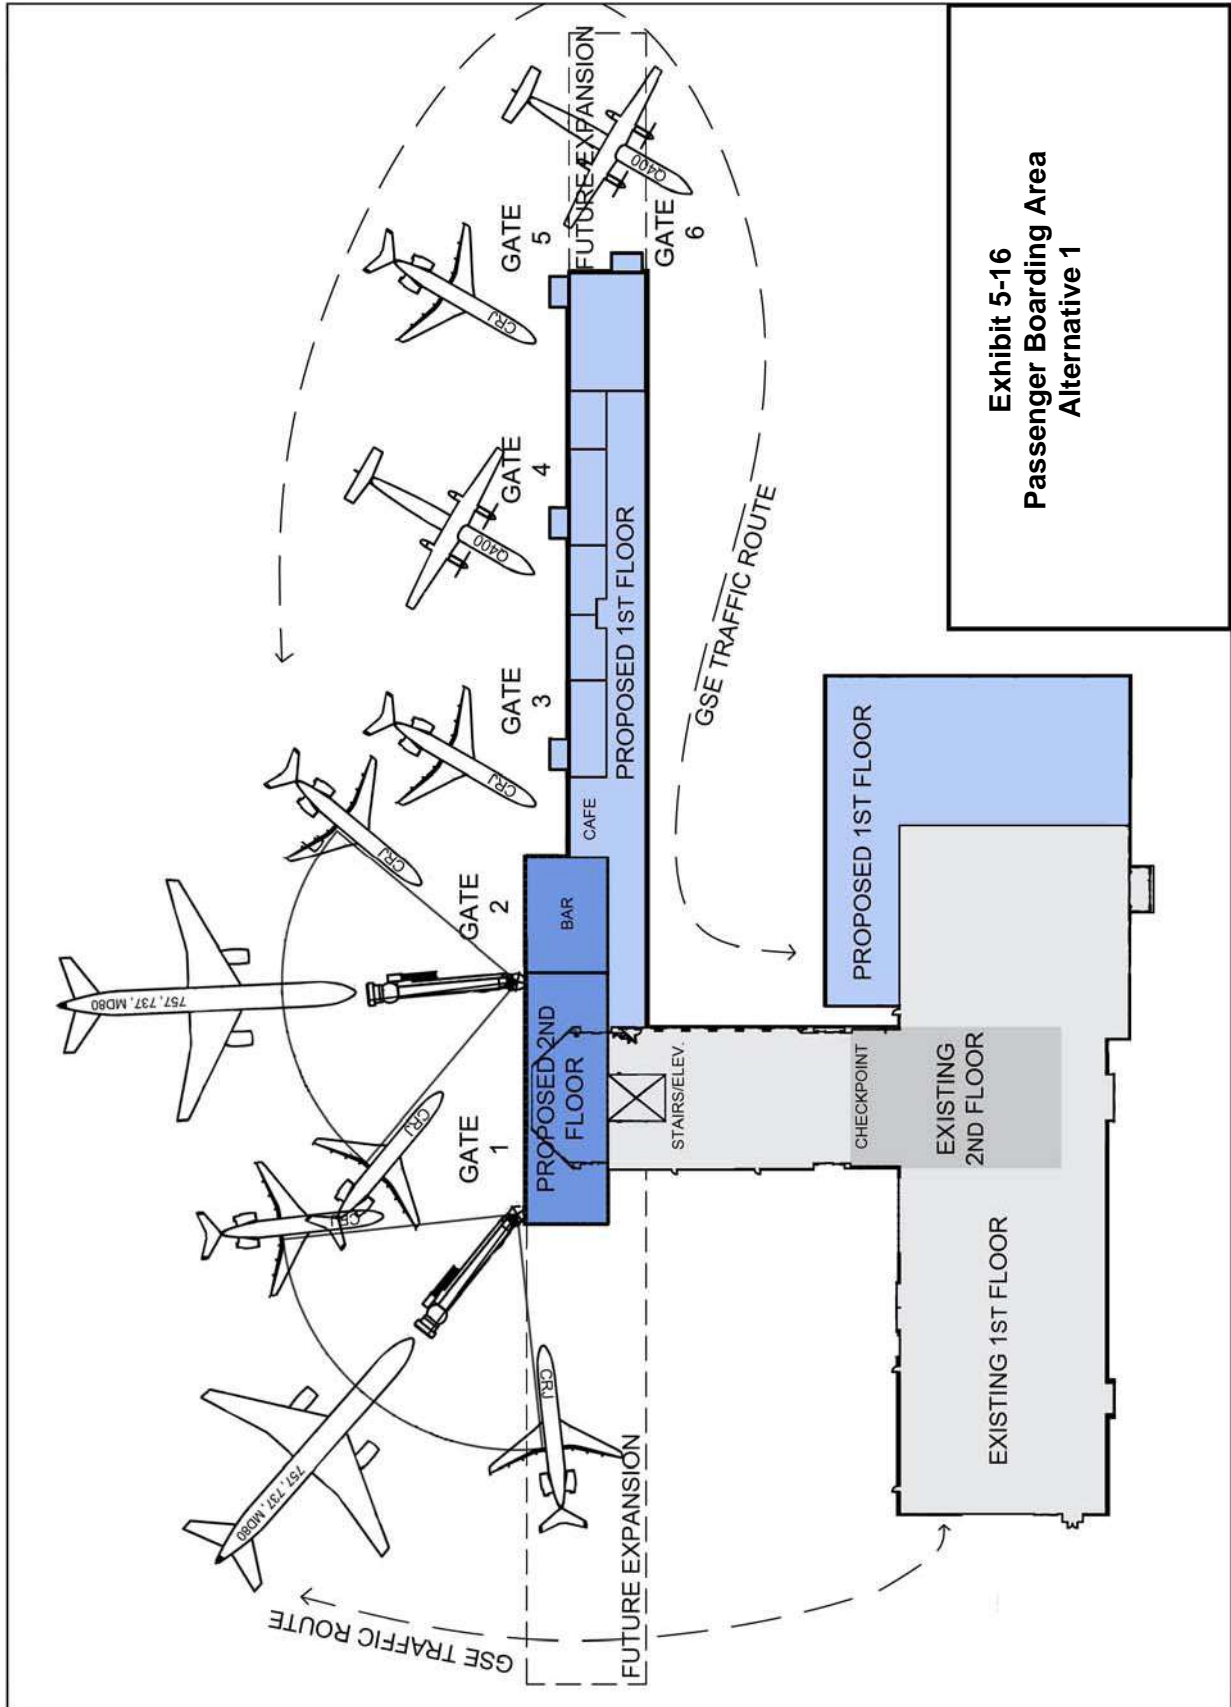 757, 737, MD80
757, 737, MD80
GSE TRAFFIC ROUTE
CRJ
CRJ
CRJ
CRJ
CRJ
Q400
CRJ
CRJ
GATE
1
GATE
2
GATE
3
GATE
4
GATE
5
PROPOSED 2ND
FLOOR
BAR
CAFE
FUTURE EXPANSION
FUTURE EXPANSION
PROPOSED 1ST FLOOR
Q400
GATE
6
STAIRS/ELEV.
GSE TRAFFIC ROUTE
CHECKPOINT
PROPOSED 1ST FLOOR
EXISTING
2ND FLOOR
EXISTING 1ST FLOOR
Exhibit 5-16
Passenger Boarding Area
Alternative 1